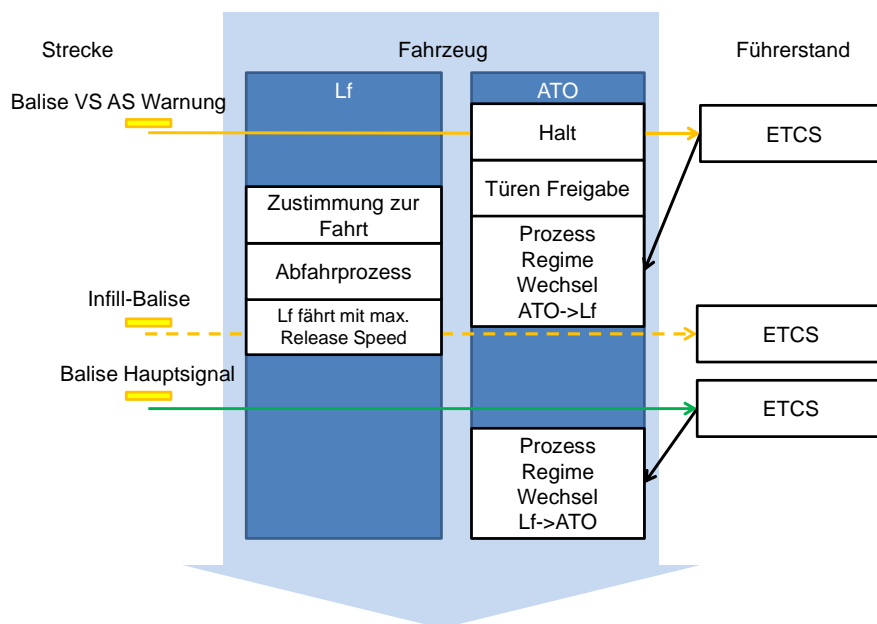 Strecke
Fahrzeug
Führerstand
Lf
ATO
Balise VS AS Warnung
Halt
ETCS
Türen Freigabe
Zustimmung zur
Fahrt
Prozess
Regime
Wechsel
ATO->Lf
Abfahrprozess
Infill-Balise
Lf fährt mit max.
Release Speed
ETCS
Balise Hauptsignal
ETCS
Prozess
Regime
Wechsel
Lf->ATO